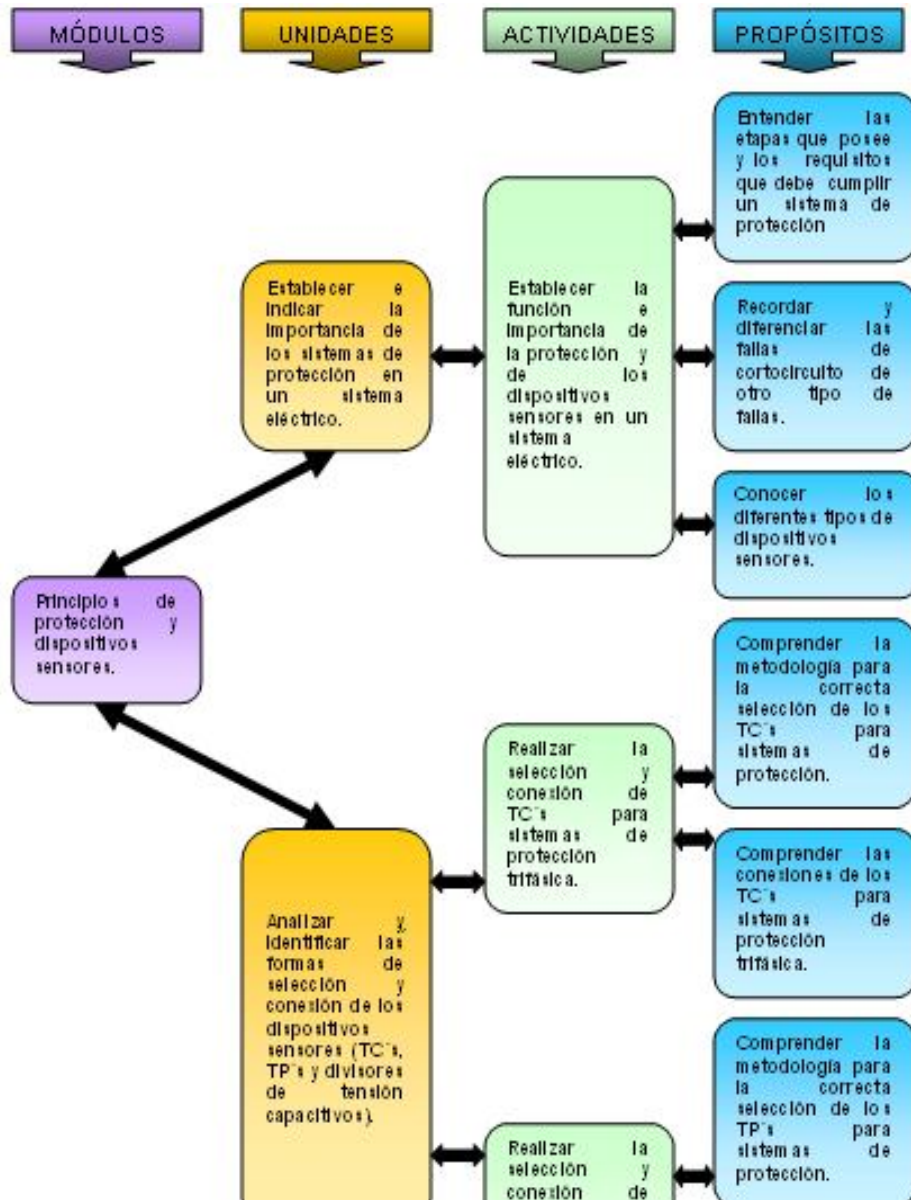 MÓDULOS
UNIDADES
ACTIVIDADES
PROPÓSITOS
Principios de
protección y
dispositivos
sensores.
Establecer e
indicar la
importancia de
los sistemas de
protección en
un sistema
eléctrico.
Establecer la
función e
importancia de
la protección y
de los
dispositivos
sensores en un
sistema
eléctrico.
Entender las
etapas que posee
y los requisitos
que debe cumplir
un sistema de
protección
Recordar y
diferenciar las
fallas de
cortocircuito de
otro tipo de
fallas.
Conocer los
diferentes tipos de
dispositivos
sensores.
Analizar y,
identificar las
formas de
selección y
conexión de los
dispositivos
sensores (TC´s,
TP´s y divisores
de tensión
capacitivos).
Realizar la
selección y
conexión de
TC´s para
sistemas de
protección
trifásica.
Comprender la
metodología para
la correcta
selección de los
TC´s para
sistemas de
protección.
Comprender las
conexiones de los
TC´s para
sistemas de
protección
trifásica.
Realizar la
selección y
conexión de
Comprender la
metodología para
la correcta
selección de los
TP´s para
sistemas de
protección.